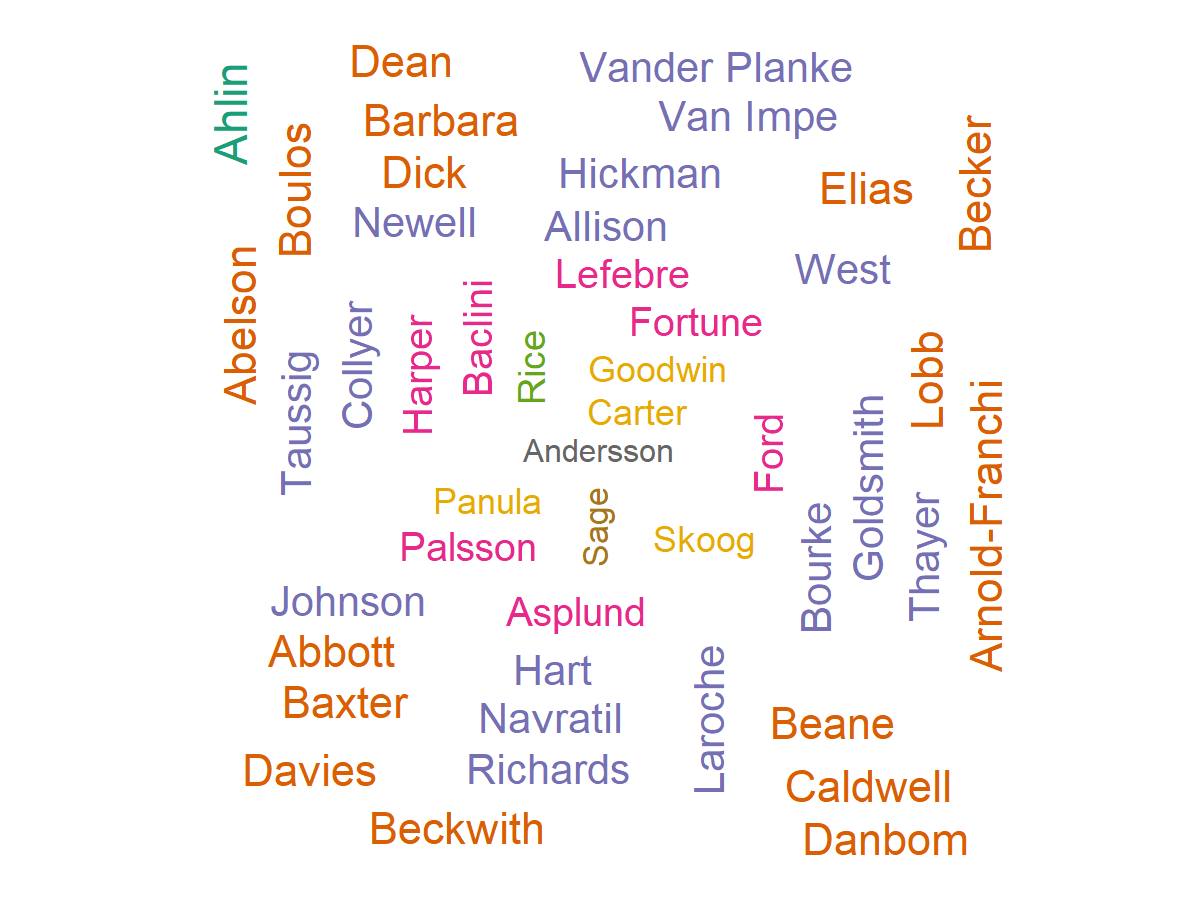 Dean
Vander Planke
Ahlin
Barbara
Van Impe
Boulos
Dick
Hickman
Elias
Becker
Newell
Allison
Abelson
Lefebre
West
Fortune
Taussig
Collyer
Harper
Baclini
Rice
Goodwin
Lobb
Carter
Andersson
Ford
Goldsmith
Arnold-Franchi
Panula
Sage
Skoog
Bourke
Thayer
Palsson
Johnson
Asplund
Abbott
Hart
Baxter
Navratil
Laroche
Beane
Davies
Richards
Caldwell
Beckwith
Danbom